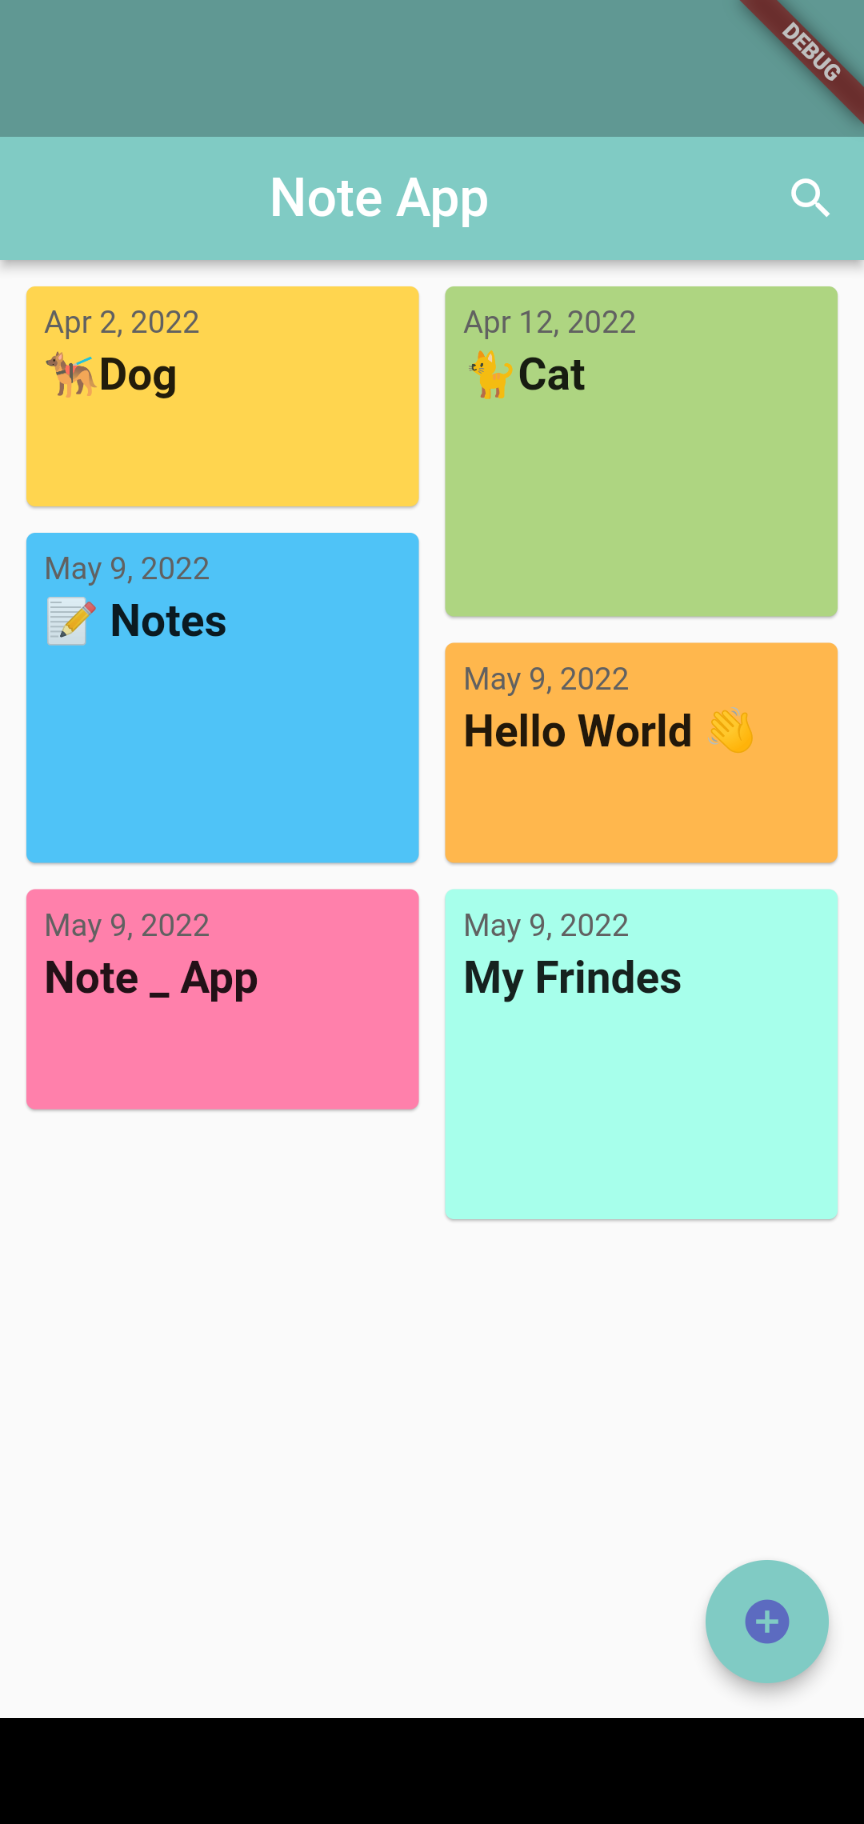 DEBUG
Note App
Apr 2, 2022
🐕‍🦺Dog
Apr 12, 2022
🐈Cat
May 9, 2022
📝 Notes
May 9, 2022
Hello World 👋
May 9, 2022
Note _ App
May 9, 2022
My Frindes